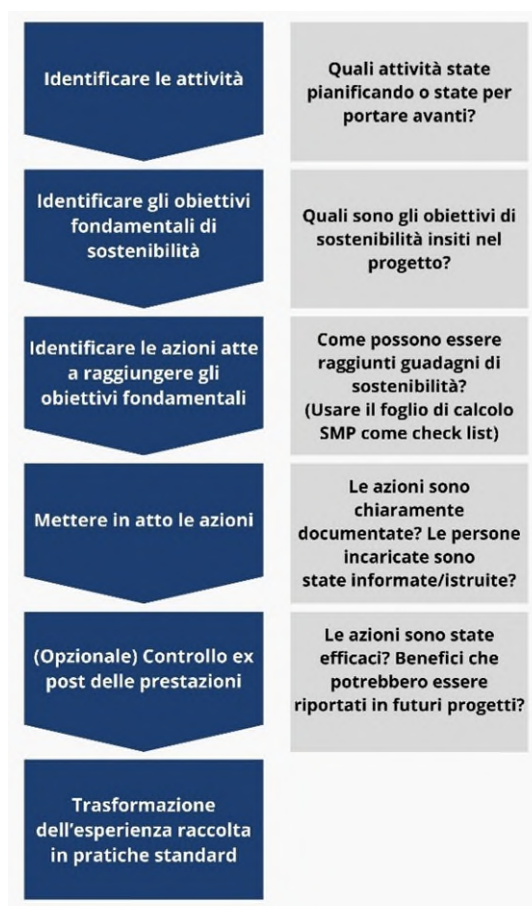 Identificare le attività
Quali attività state
pianificando o state per
portare avanti?
Identificare gli obiettivi
fondamentali di
sostenibilità
Quali sono gli obiettivi di
sostenibilità insiti nel
progetto?
Identificare le azioni atte
a raggiungere gli
obiettivi fondamentali
Come possono essere
raggiunti guadagni di
sostenibilità?
(Usare il foglio di calcolo
SMP come check list)
Mettere in atto le azioni
Le azioni sono
chiaramente
documentate? Le persone
incaricate sono
state informate/istruite?
(Opzionale) Controllo ex
post delle prestazioni
Le azioni sono state
efficaci? Benefici che
potrebbero essere
riportati in futuri progetti?
Trasformazione
dell'esperienza raccolta
in pratiche standard